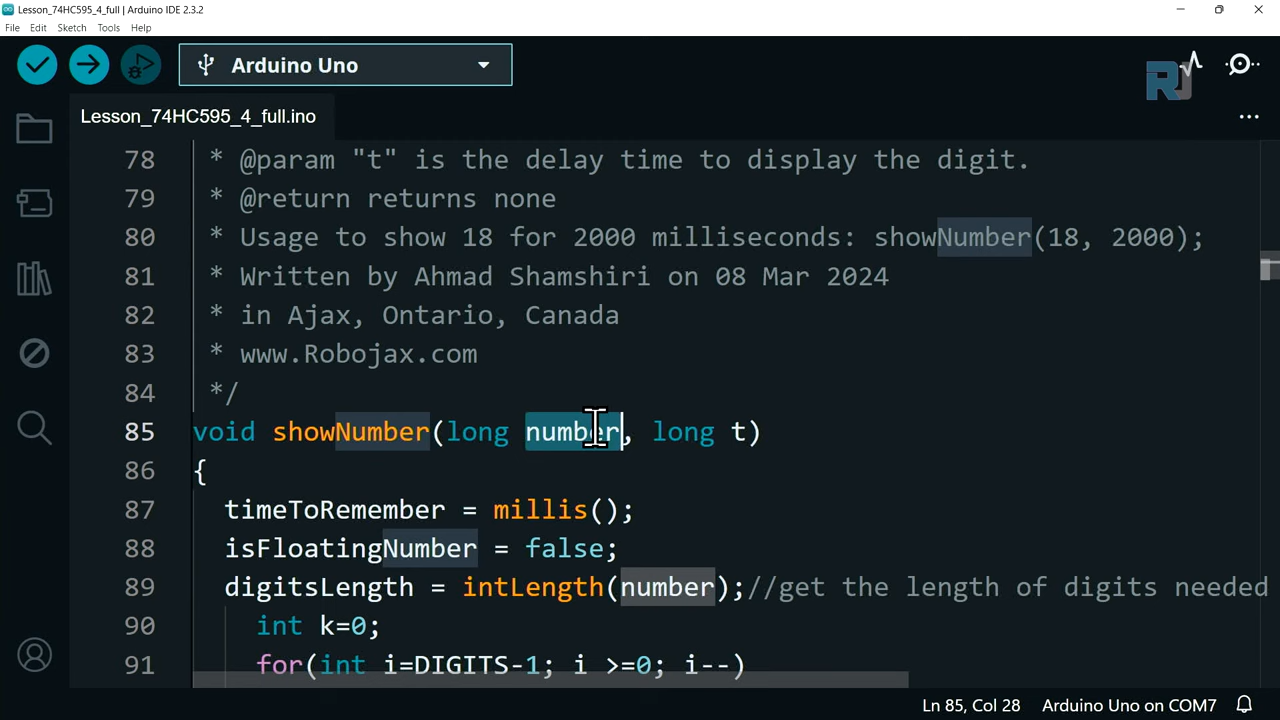 Lesson_74HC595_4_full | Arduino IDE 2.3.2
File Edit Sketch Tools Help
Arduino Uno
RJ
Lesson_74HC595_4_full.ino
78 * @param "t" is the delay time to display the digit.
79 * @return returns none
80 * Usage to show 18 for 2000 milliseconds: showNumber(18, 2000);
81 * Written by Ahmad Shamshiri on 08 Mar 2024
82 * in Ajax, Ontario, Canada
83 * www.Robojax.com
84 */
85 void showNumber(long number, long t)
86 {
87 timeToRemember = millis();
88 isFloatingNumber = false;
89 digitsLength = intLength(number);//get the length of digits needed
90 int k=0;
91 for(int i=DIGITS-1; i >=0; i--)
Ln 85, Col 28 Arduino Uno on COM7